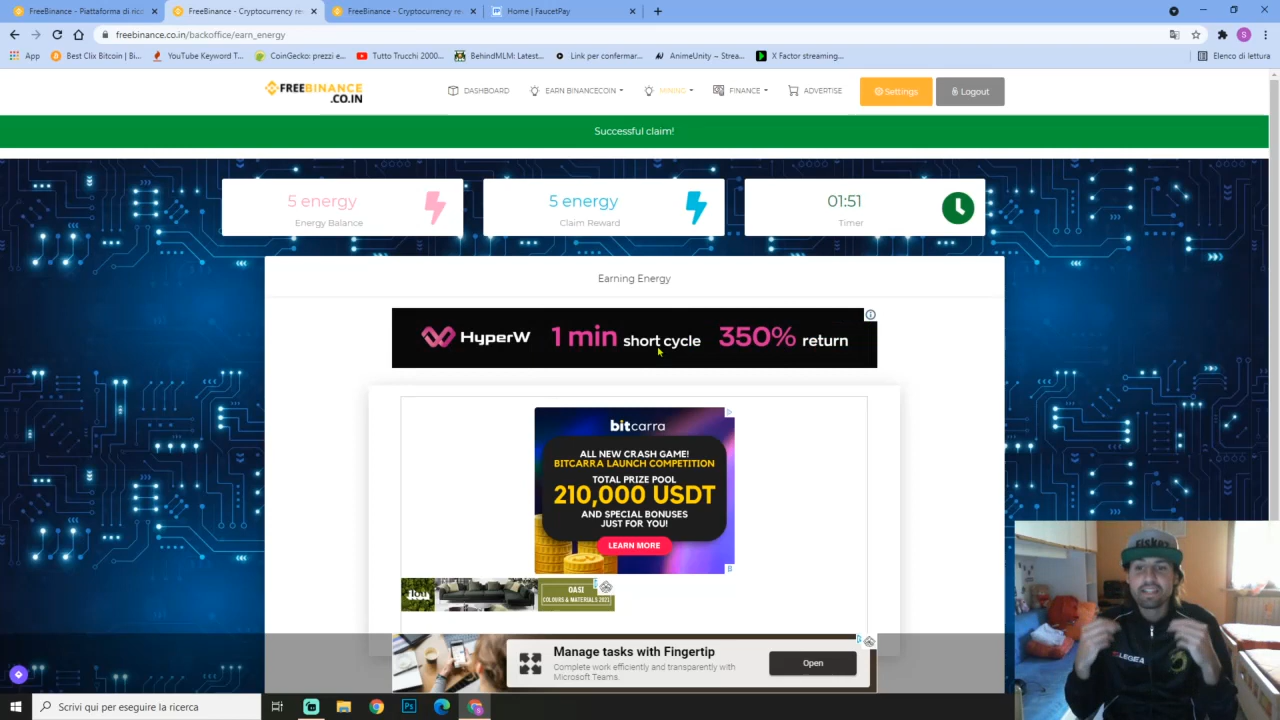 FreeBinance - Piattaforma di ricl
FreeBinance - Cryptocurrency re
FreeBinance - Cryptocurrency re
Home | FaucetPay
freebinance.co.in/backoffice/earn_energy
App
Best Clix Bitcoin | Bi...
YouTube Keyword T...
CoinGecko: prezzi e...
Tutto Trucchi 2000...
BehindMLM: Latest...
Link per confermar...
AnimeUnity ~ Strea...
X Factor streaming...
Elenco di lettura
FREEBINANCE
.CO.IN
DASHBOARD
EARN BINANCECOIN
MINING
FINANCE
ADVERTISE
Settings
Logout
Successful claim!
5 energy
Energy Balance
5 energy
Claim Reward
01:51
Timer
Earning Energy
HyperW
1 min short cycle
350% return
bitcarra
ALL NEW CRASH GAME!
BITCARRA LAUNCH COMPETITION
TOTAL PRIZE POOL
210,000 USDT
AND SPECIAL BONUSES
JUST FOR YOU!
LEARN MORE
OASI
COLOURS & MATERIALS 2021
Manage tasks with Fingertip
Complete work efficiently and transparently with
Microsoft Teams.
Open
LEGEA
Scrivi qui per eseguire la ricerca